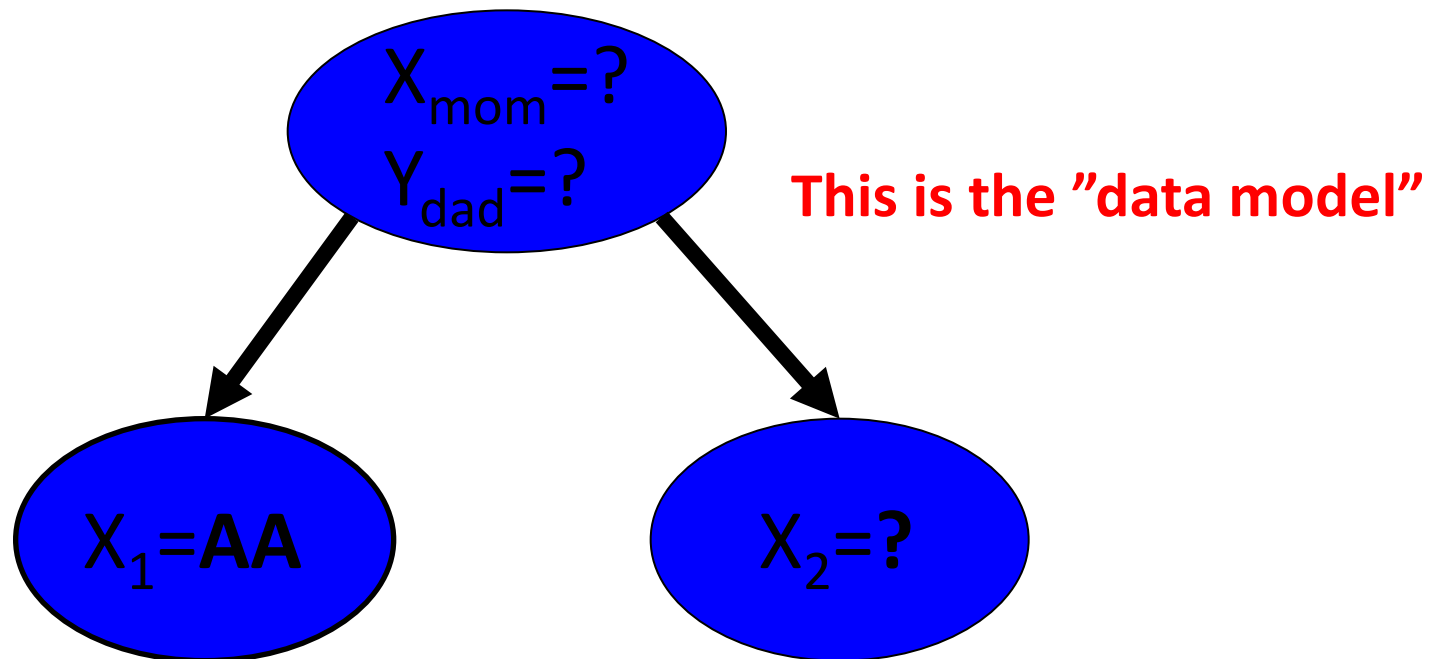 Xmom=?
Ydad=?
This is the ”data model”
X1=AA
X2=?